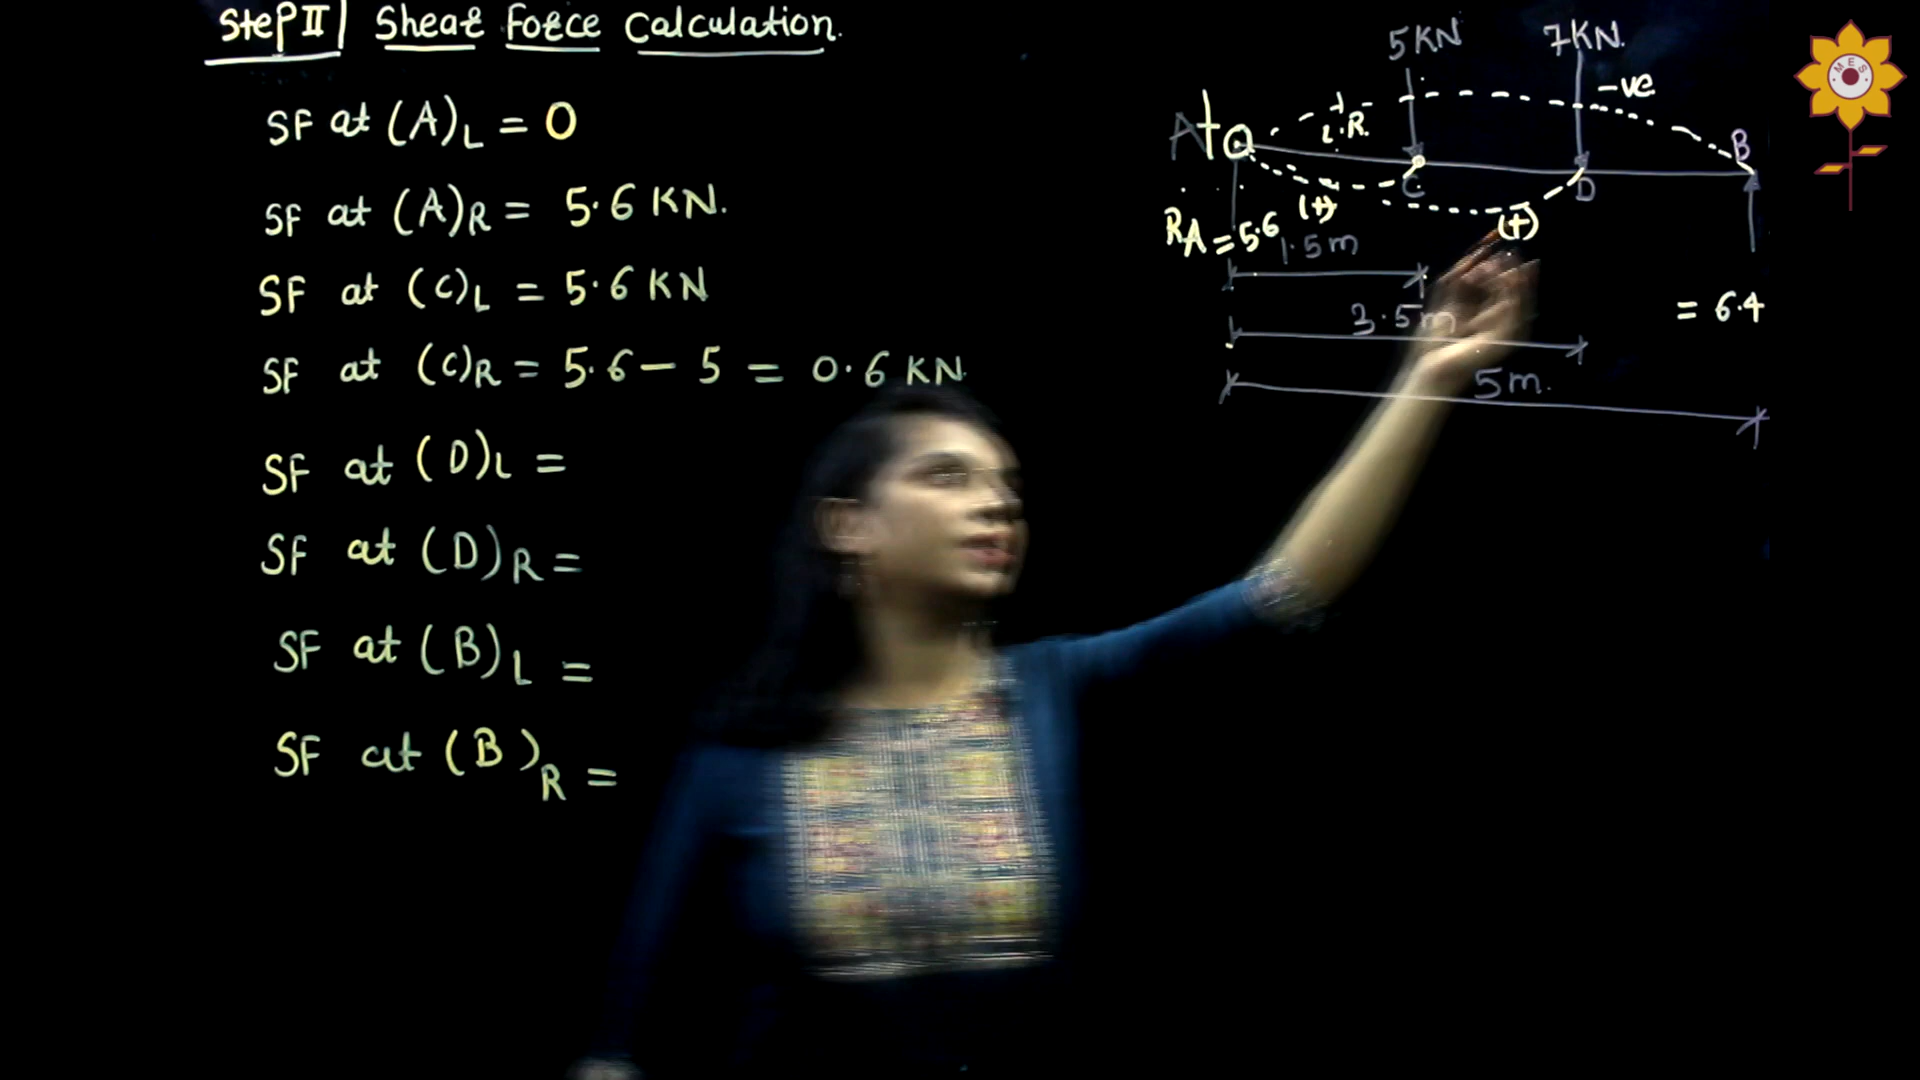 Step II Shear Force Calculation.
SF at (A)L = 0
SF at (A)R = 5.6 KN.
SF at (C)L = 5.6 KN
SF at (C)R = 5.6 - 5 = 0.6 KN
SF at (D)L =
SF at (D)R =
SF at (B)L =
SF at (B)R =
5KN 7KN.
-ve
A C D B
RA = 5.6
(+) (+)
1.5m
3.5m
= 6.4
5m.
MES